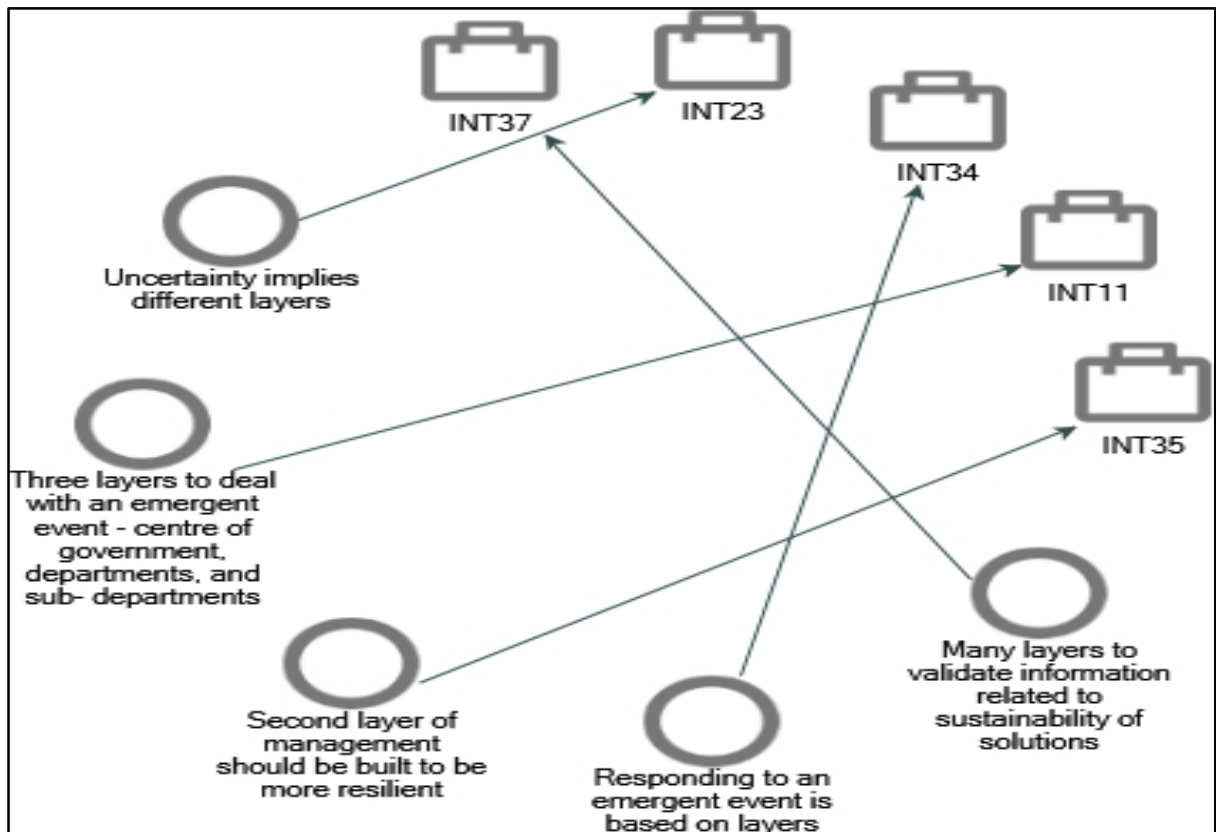 INT37
INT23
INT34
INT11
INT35
Uncertainty implies
different layers
Three layers to deal
with an emergent
event - centre of
government,
departments, and
sub- departments
Second layer of
management
should be built to be
more resilient
Responding to an
emergent event is
based on layers
Many layers to
validate information
related to
sustainability of
solutions